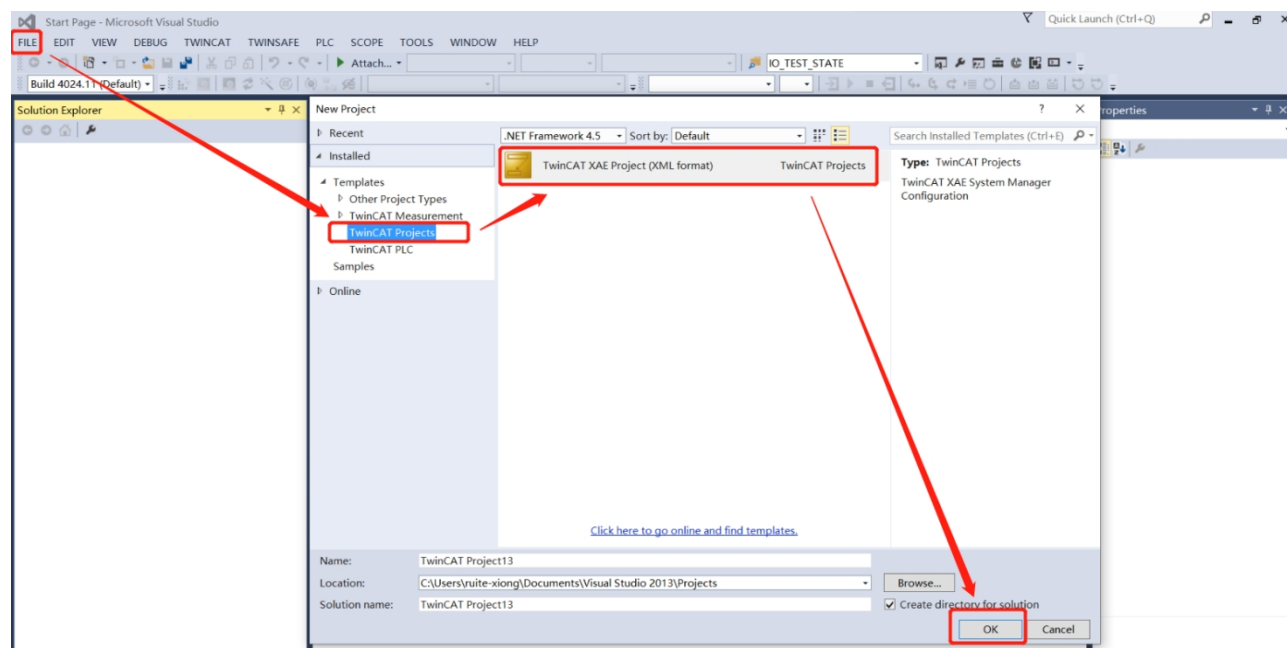 Start Page - Microsoft Visual Studio
Quick Launch (Ctrl+Q)
FILE EDIT VIEW DEBUG TWINCAT TWINSAFE PLC SCOPE TOOLS WINDOW HELP
Attach...
IO_TEST_STATE
Build 4024.11 (Default)
Solution Explorer
New Project
roperties
Recent
.NET Framework 4.5
Sort by: Default
Search Installed Templates (Ctrl+E)
Installed
TwinCAT XAE Project (XML format)
TwinCAT Projects
Type: TwinCAT Projects
TwinCAT XAE System Manager
Configuration
Templates
Other Project Types
TwinCAT Measurement
TwinCAT Projects
TwinCAT PLC
Samples
Online
Click here to go online and find templates.
Name: TwinCAT Project13
Location: C:\Users\ruite-xiong\Documents\Visual Studio 2013\Projects
Browse...
Solution name: TwinCAT Project13
Create directory for solution
OK Cancel